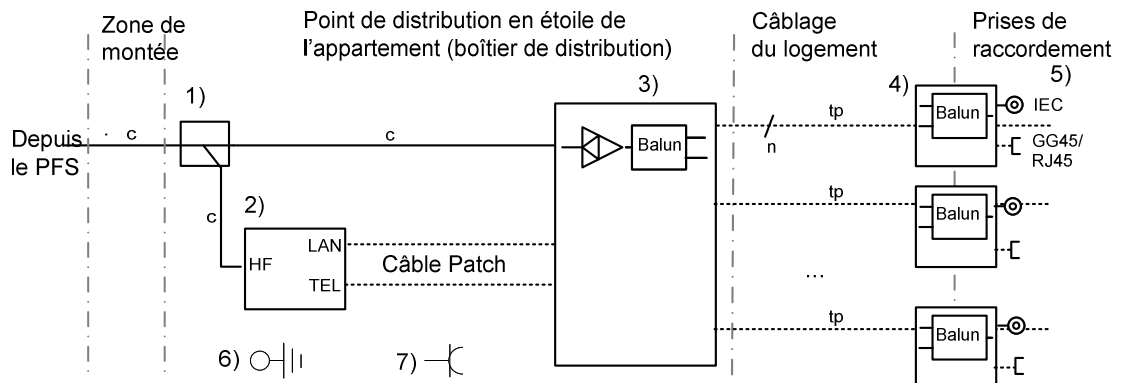 Zone de
montée
Point de distribution en étoile de
l'appartement (boîtier de distribution)
Câblage
du logement
Prises de
raccordement
1)
3)
4)
5)
Depuis
le PFS
c
c
tp
n
Balun
Balun
IEC
GG45/
RJ45
c
2)
tp
Balun
HF
LAN
TEL
Câble Patch
...
tp
Balun
6)
7)